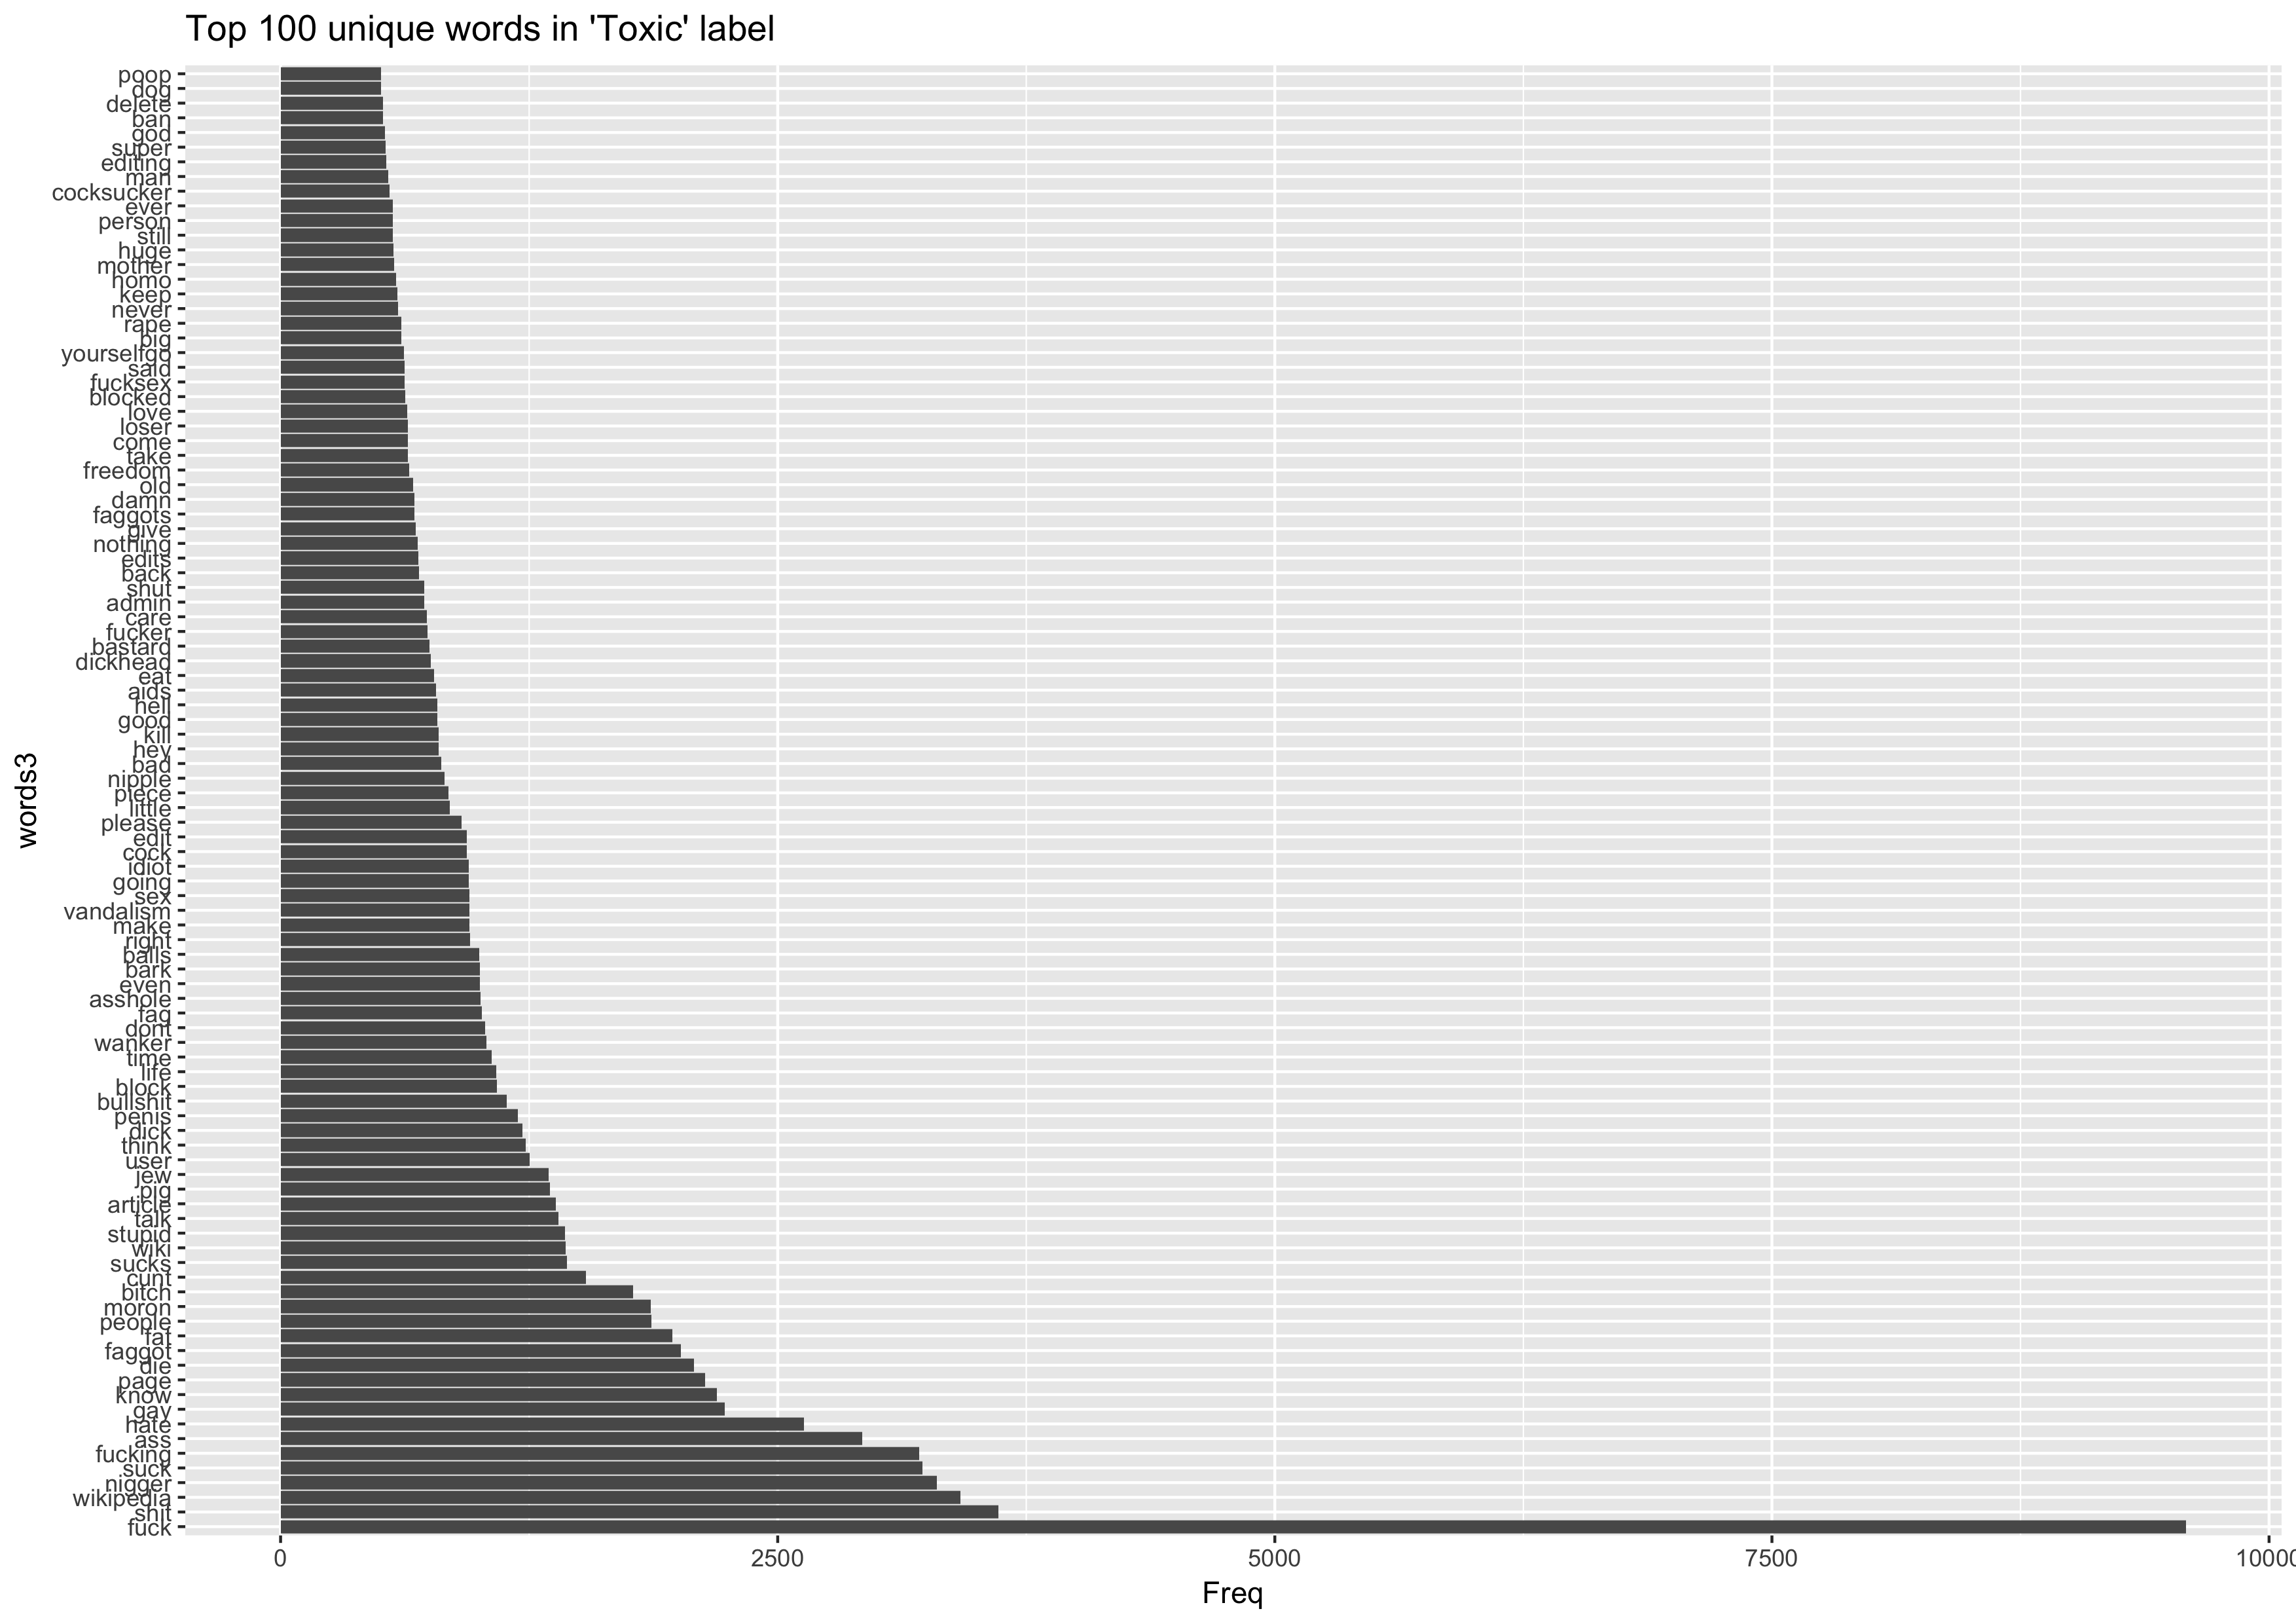 Top 100 unique words in 'Toxic' label
poop
dog
delete
ban
god
super
editing
man
cocksucker
ever
person
still
huge
mother
homo
keep
never
rape
big
yourselfgo
said
fucksex
blocked
love
loser
come
take
freedom
old
damn
faggots
give
nothing
edits
back
shut
admin
care
fucker
bastard
dickhead
eat
aids
hell
good
kill
hey
bad
nipple
piece
little
please
edit
cock
idiot
going
sex
vandalism
make
right
balls
bark
even
asshole
fag
dont
wanker
time
life
block
bullshit
penis
dick
think
user
jew
pig
article
talk
stupid
wiki
sucks
cunt
bitch
moron
people
fat
faggot
die
page
know
gay
hate
ass
fucking
suck
nigger
wikipedia
shit
fuck
words3
0 2500 5000 7500 10000
Freq